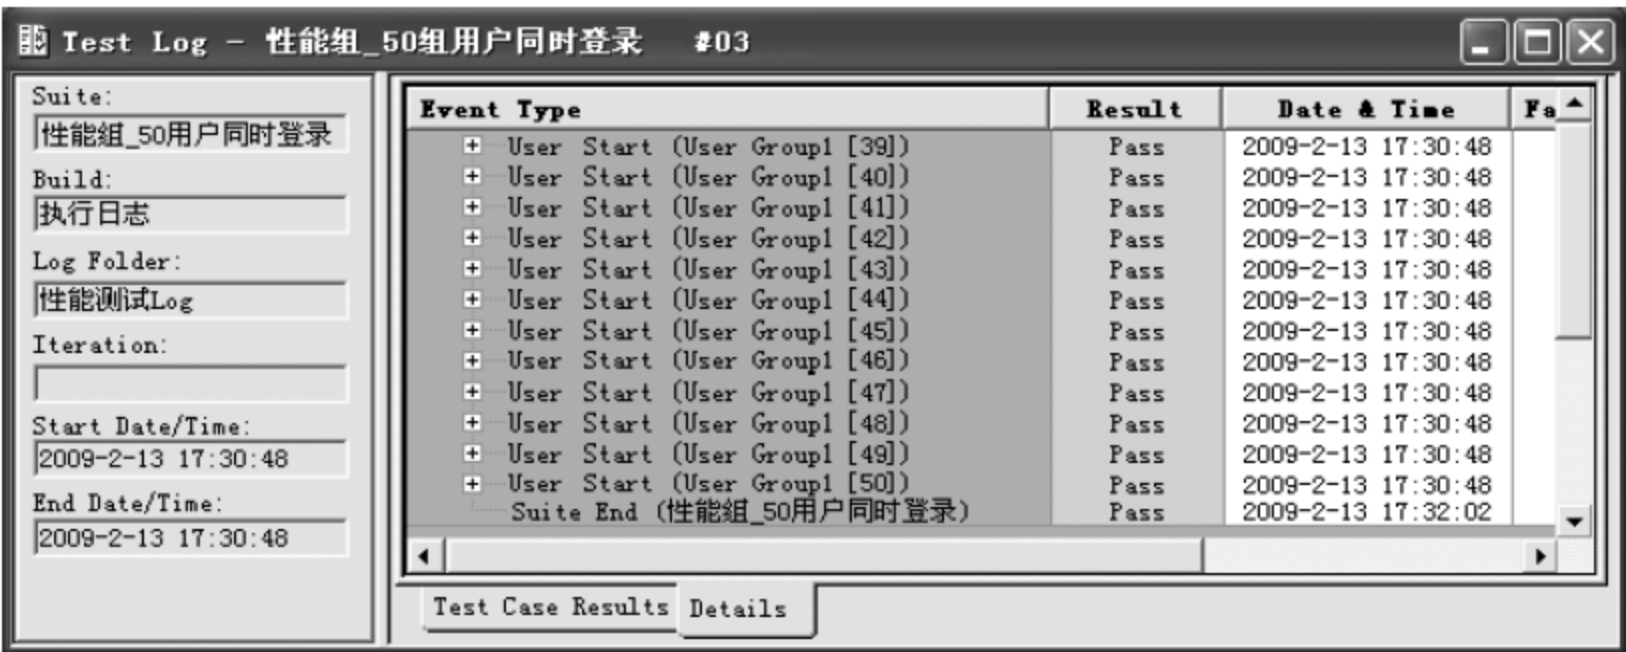 Test Log - 性能组_50组用户同时登录 #03
Suite:
性能组_50用户同时登录
Build:
执行日志
Log Folder:
性能测试Log
Iteration:
Start Date/Time:
2009-2-13 17:30:48
End Date/Time:
2009-2-13 17:30:48
Event Type Result Date & Time Fa
User Start (User Group1 [39]) Pass 2009-2-13 17:30:48
User Start (User Group1 [40]) Pass 2009-2-13 17:30:48
User Start (User Group1 [41]) Pass 2009-2-13 17:30:48
User Start (User Group1 [42]) Pass 2009-2-13 17:30:48
User Start (User Group1 [43]) Pass 2009-2-13 17:30:48
User Start (User Group1 [44]) Pass 2009-2-13 17:30:48
User Start (User Group1 [45]) Pass 2009-2-13 17:30:48
User Start (User Group1 [46]) Pass 2009-2-13 17:30:48
User Start (User Group1 [47]) Pass 2009-2-13 17:30:48
User Start (User Group1 [48]) Pass 2009-2-13 17:30:48
User Start (User Group1 [49]) Pass 2009-2-13 17:30:48
User Start (User Group1 [50]) Pass 2009-2-13 17:30:48
Suite End (性能组_50用户同时登录) Pass 2009-2-13 17:32:02
Test Case Results Details